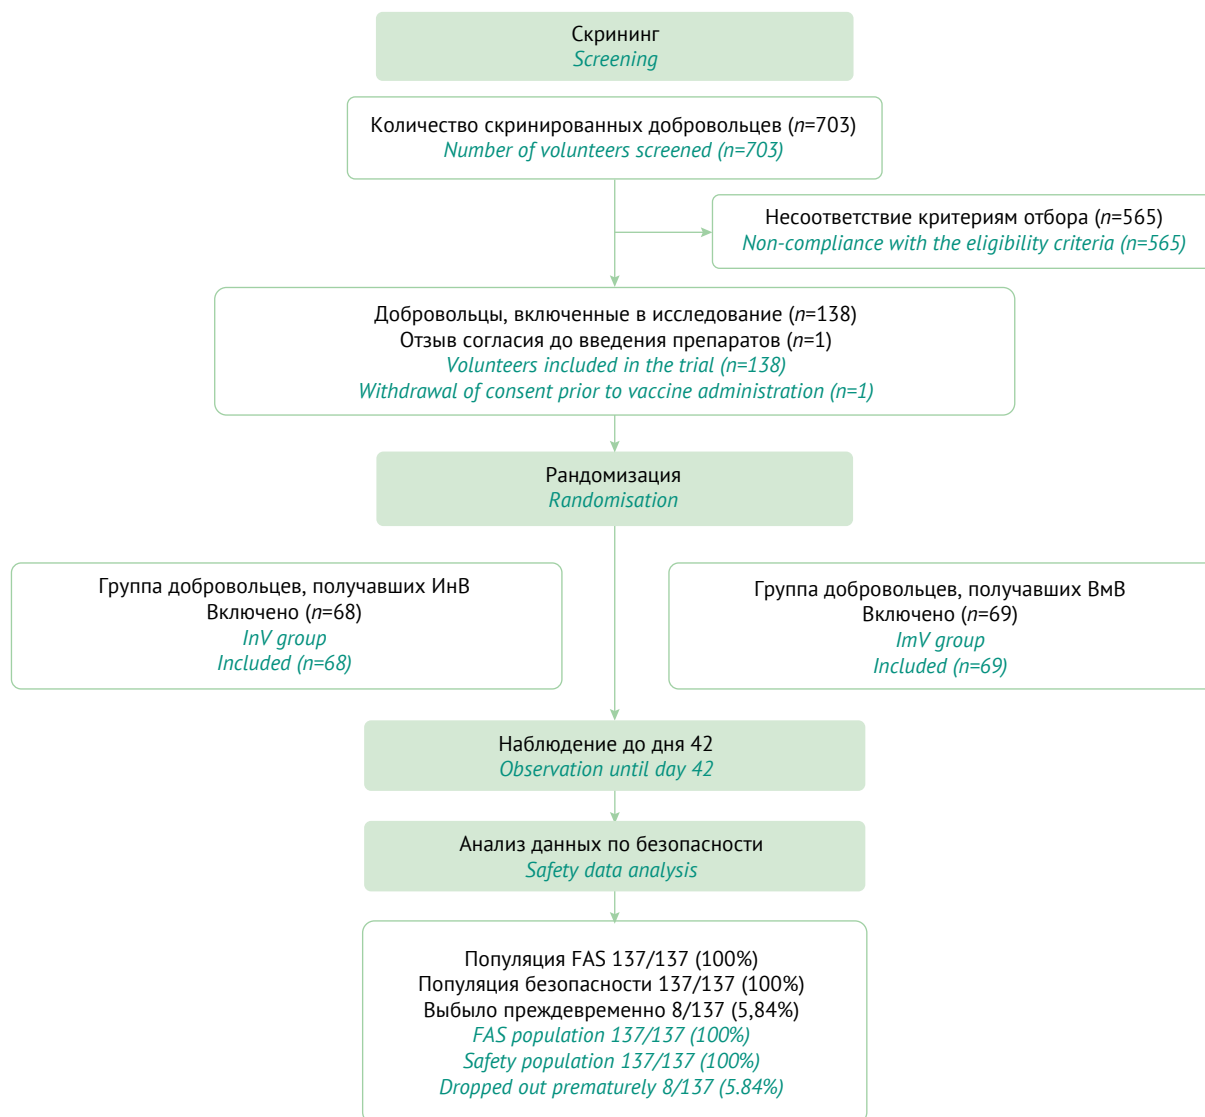 Скрининг
Screening
Количество скринированных добровольцев (n=703)
Number of volunteers screened (n=703)
Несоответствие критериям отбора (n=565)
Non-compliance with the eligibility criteria (n=565)
Добровольцы, включенные в исследование (n=138)
Отзыв согласия до введения препаратов (n=1)
Volunteers included in the trial (n=138)
Withdrawal of consent prior to vaccine administration (n=1)
Рандомизация
Randomisation
Группа добровольцев, получавших ИнВ
Включено (n=68)
InV group
Included (n=68)
Группа добровольцев, получавших ВмВ
Включено (n=69)
ImV group
Included (n=69)
Наблюдение до дня 42
Observation until day 42
Анализ данных по безопасности
Safety data analysis
Популяция FAS 137/137 (100%)
Популяция безопасности 137/137 (100%)
Выбыло преждевременно 8/137 (5,84%)
FAS population 137/137 (100%)
Safety population 137/137 (100%)
Dropped out prematurely 8/137 (5.84%)